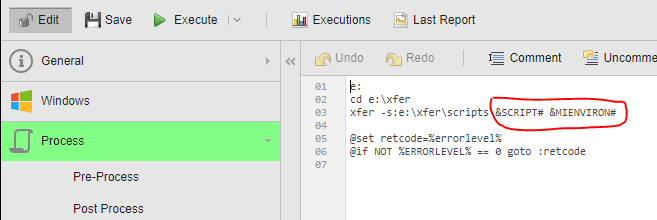 Edit Save Execute Executions Last Report
General
Windows
Process
Pre-Process
Post Process
Undo Redo Comment Uncomme
01 e:
02 cd e:\xfer
03 xfer -s:e:\xfer\scripts &SCRIPT# &MIENVIRON#
04
05 @set retcode=%errorlevel%
06 @if NOT %ERRORLEVEL% == 0 goto :retcode
07